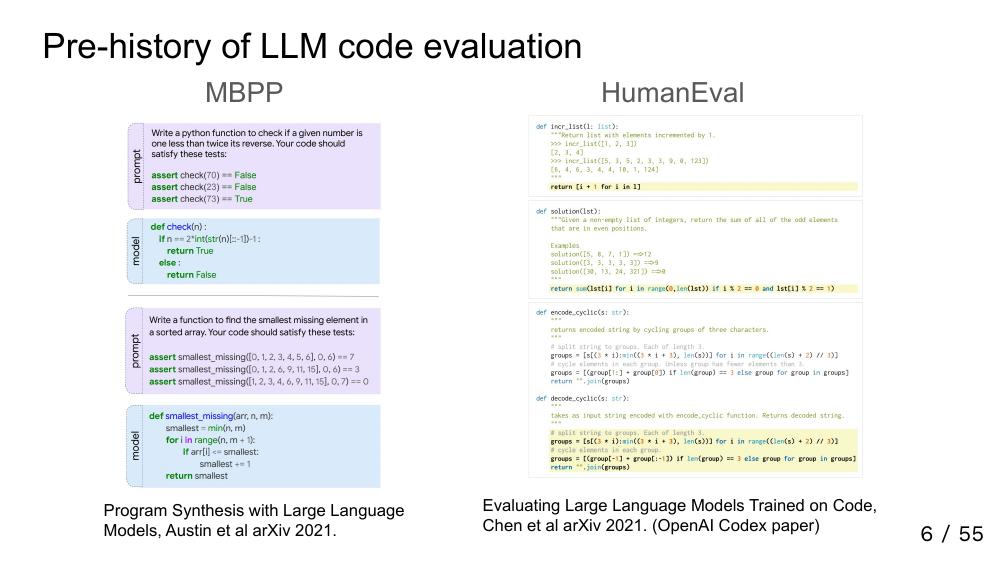 Pre-history of LLM code evaluation
MBPP
prompt
Write a python function to check if a given number is
one less than twice its reverse. Your code should
satisfy these tests:
assert check(70) == False
assert check(23) == False
assert check(73) == True
model
def check(n) :
if n == 2*int(str(n)[::-1])-1 :
return True
else :
return False
prompt
Write a function to find the smallest missing element in
a sorted array. Your code should satisfy these tests:
assert smallest_missing([0, 1, 2, 3, 4, 5, 6], 0, 6) == 7
assert smallest_missing([0, 1, 2, 6, 9, 11, 15], 0, 6) == 3
assert smallest_missing([1, 2, 3, 4, 6, 9, 11, 15], 0, 7) == 0
model
def smallest_missing(arr, n, m):
smallest = min(n, m)
for i in range(n, m + 1):
if arr[i] <= smallest:
smallest += 1
return smallest
Program Synthesis with Large Language
Models, Austin et al arXiv 2021.
HumanEval
def incr_list(l: list):
"""Return list with elements incremented by 1.
>>> incr_list([1, 2, 3])
[2, 3, 4]
>>> incr_list([5, 3, 5, 2, 3, 3, 9, 0, 123])
[6, 4, 6, 3, 4, 4, 10, 1, 124]
"""
return [i + 1 for i in l]
def solution(lst):
"""Given a non-empty list of integers, return the sum of all of the odd elements
that are in even positions.
Examples
solution([5, 8, 7, 1]) =⇒12
solution([3, 3, 3, 3, 3]) =⇒9
solution([30, 13, 24, 321]) =⇒0
"""
return sum(lst[i] for i in range(0,len(lst)) if i % 2 == 0 and lst[i] % 2 == 1)
def encode_cyclic(s: str):
"""
returns encoded string by cycling groups of three characters.
"""
# split string to groups. Each of length 3.
groups = [s[(3 * i):min((3 * i + 3), len(s))] for i in range((len(s) + 2) // 3)]
# cycle elements in each group. Unless group has fewer elements than 3.
groups = [(group[1:] + group[0]) if len(group) == 3 else group for group in groups]
return "".join(groups)
def decode_cyclic(s: str):
"""
takes as input string encoded with encode_cyclic function. Returns decoded string.
"""
# split string to groups. Each of length 3.
groups = [s[(3 * i):min((3 * i + 3), len(s))] for i in range((len(s) + 2) // 3)]
# cycle elements in each group.
groups = [(group[-1] + group[:-1]) if len(group) == 3 else group for group in groups]
return "".join(groups)
Evaluating Large Language Models Trained on Code,
Chen et al arXiv 2021. (OpenAI Codex paper)
6 / 55